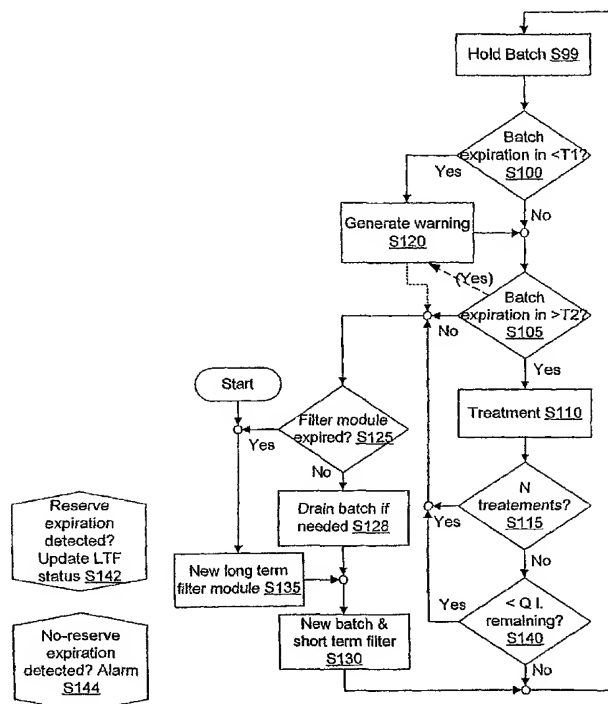 Hold Batch S99
Batch
expiration in <T1?
S100
Yes
No
Generate warning
S120
(Yes)
Batch
expiration in >T2?
S105
No
Yes
Start
Filter module
expired? S125
Yes
No
Treatment S110
N
treatements?
S115
Yes
No
Drain batch if
needed S128
Reserve
expiration
detected?
Update LTF
status S142
New long term
filter module S135
< Q l.
remaining?
S140
Yes
No
New batch &
short term filter
S130
No-reserve
expiration
detected? Alarm
S144